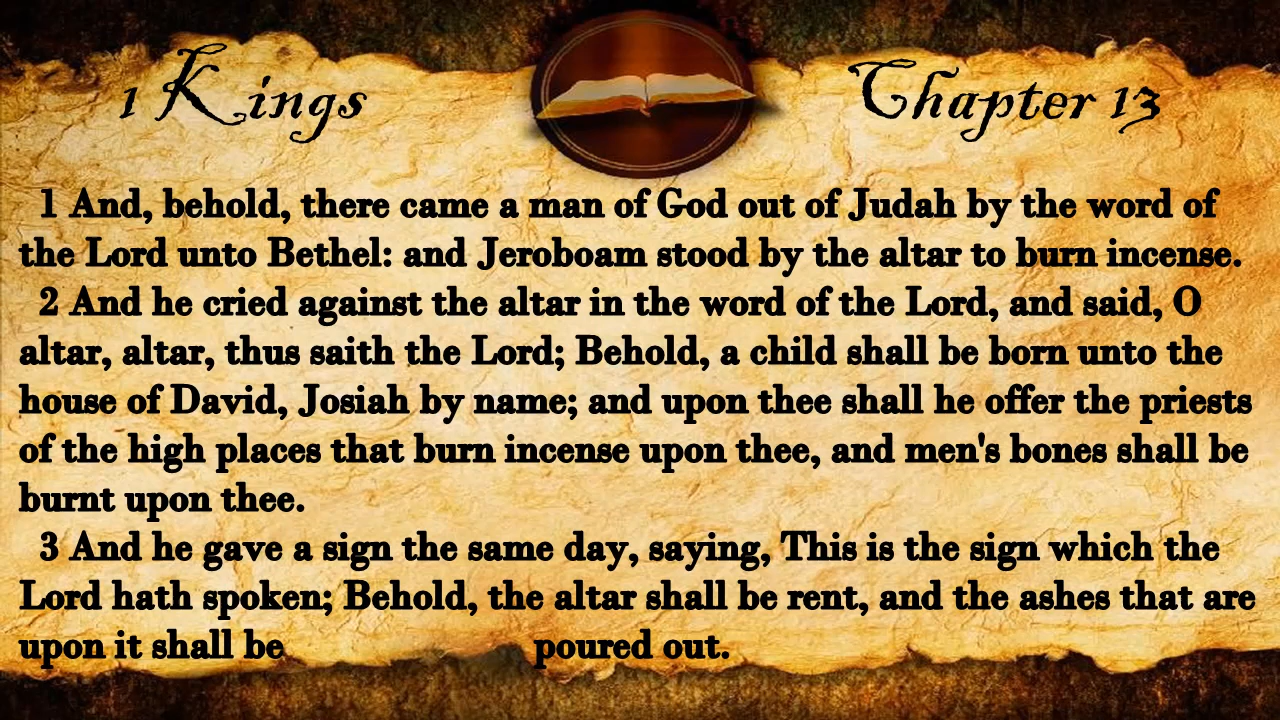 1 Kings
Chapter 13
1 And, behold, there came a man of God out of Judah by the word of
the Lord unto Bethel: and Jeroboam stood by the altar to burn incense.
2 And he cried against the altar in the word of the Lord, and said, O
altar, altar, thus saith the Lord; Behold, a child shall be born unto the
house of David, Josiah by name; and upon thee shall he offer the priests
of the high places that burn incense upon thee, and men's bones shall be
burnt upon thee.
3 And he gave a sign the same day, saying, This is the sign which the
Lord hath spoken; Behold, the altar shall be rent, and the ashes that are
upon it shall be poured out.